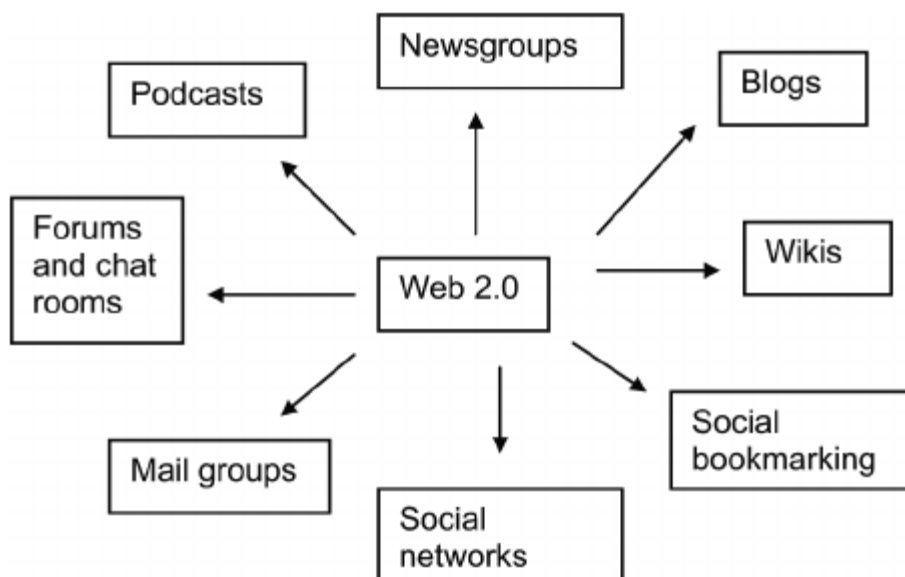 Newsgroups
Podcasts
Blogs
Forums
and chat
rooms
Web 2.0
Wikis
Mail groups
Social
bookmarking
Social
networks